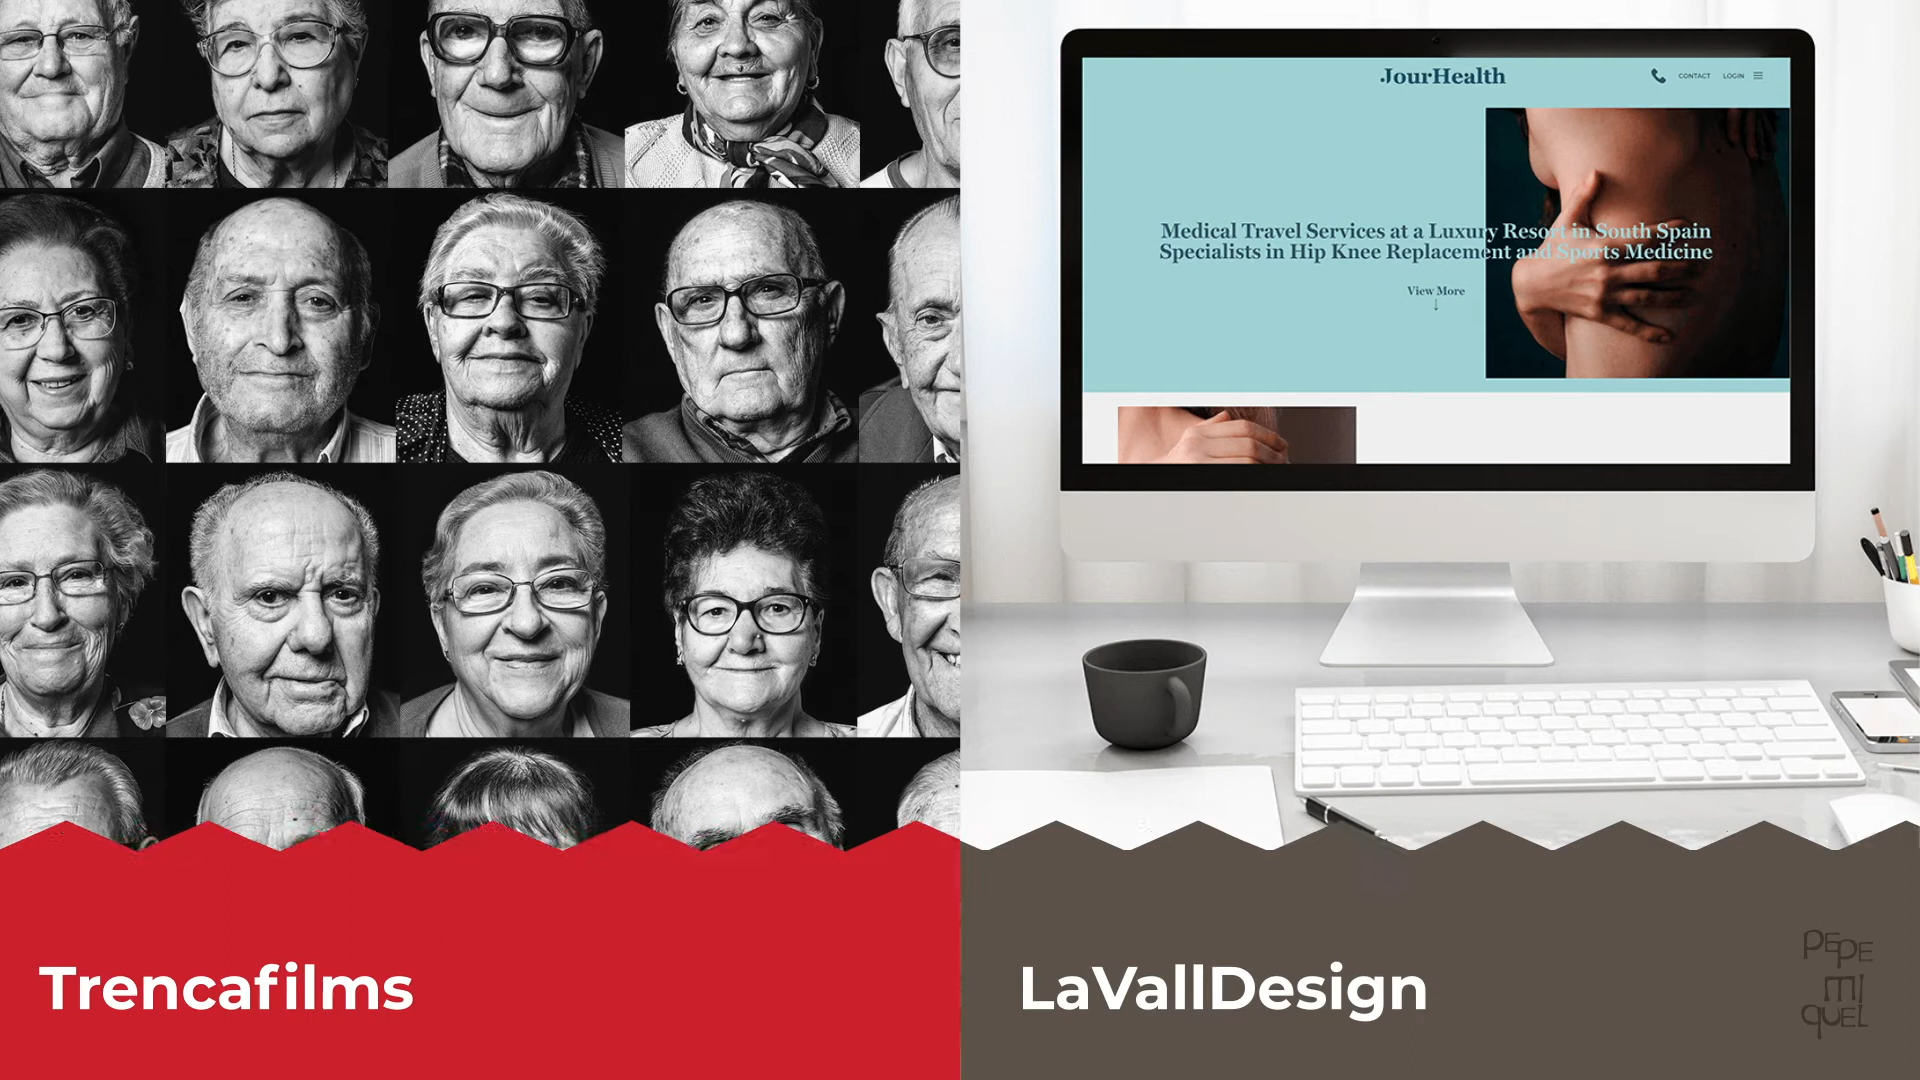 JourHealth
CONTACT LOGIN
Medical Travel Services at a Luxury Resort in South Spain
Specialists in Hip Knee Replacement and Sports Medicine
View More
Trencafilms
LaVallDesign
PEPE
MI
QUEL